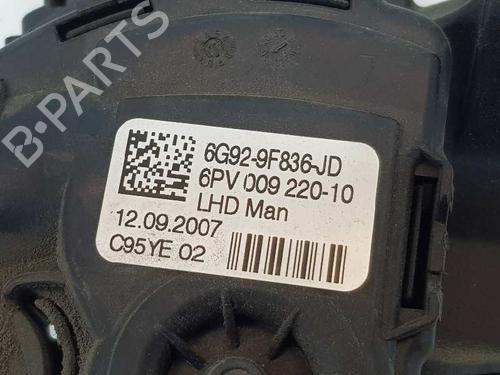 B-PARTS
6G92-9F836-JD
6PV 009 220-10
LHD Man
12.09.2007
C95YE 02